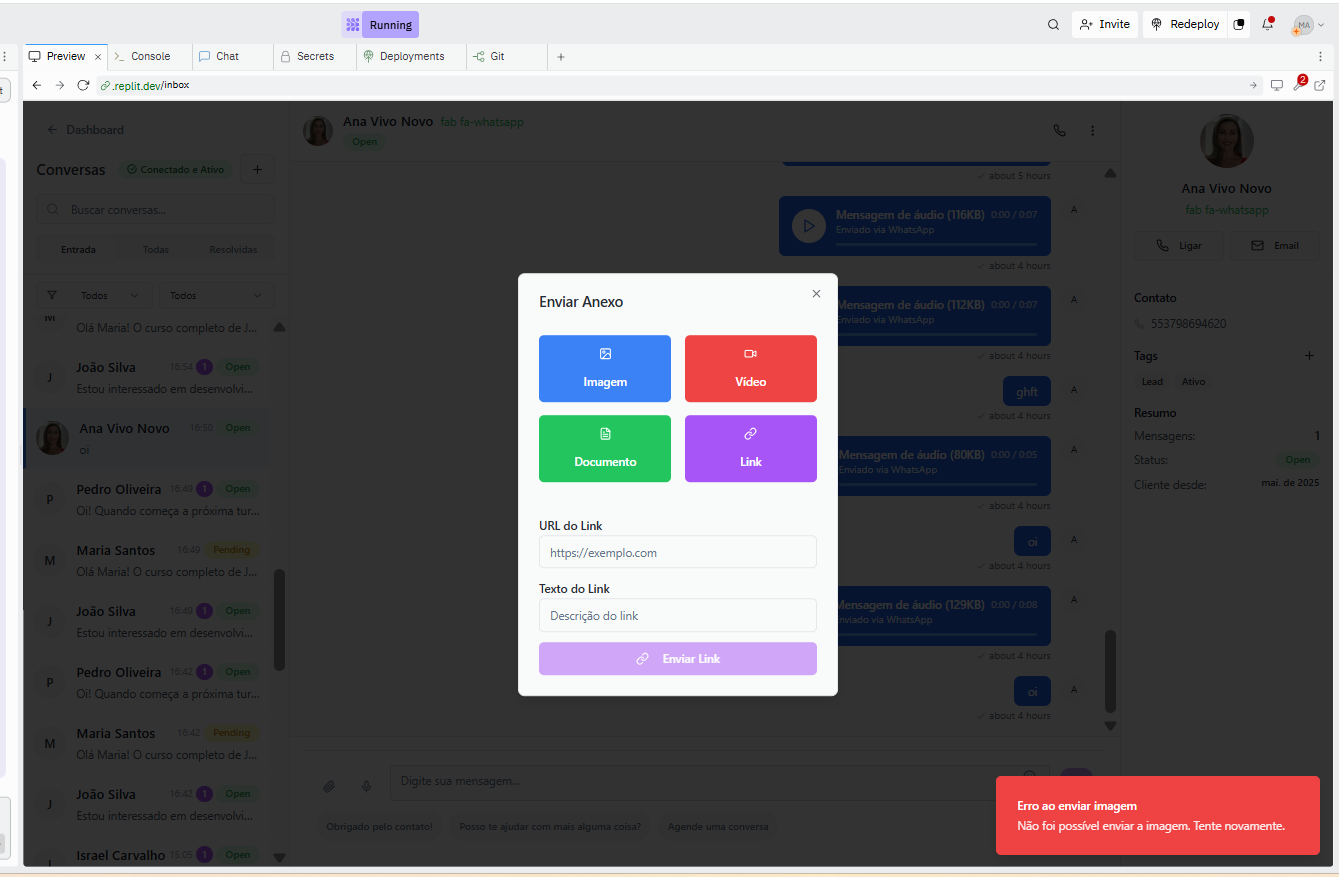 Running
Invite
Redeploy
MA
Preview
Console
Chat
Secrets
Deployments
Git
.replit.dev/inbox
2
Dashboard
Conversas
Conectado e Ativo
Buscar conversas...
Entrada
Todas
Resolvidas
Todos
Todos
Olá Maria! O curso completo de J...
J
João Silva
16:54
1
Open
Estou interessado em desenvolvi...
Ana Vivo Novo
16:50
Open
oi
P
Pedro Oliveira
16:49
1
Open
Oi! Quando começa a próxima tur...
M
Maria Santos
16:49
Pending
Olá Maria! O curso completo de J...
J
João Silva
16:49
1
Open
Estou interessado em desenvolvi...
P
Pedro Oliveira
16:42
1
Open
Oi! Quando começa a próxima tur...
M
Maria Santos
16:42
Pending
Olá Maria! O curso completo de J...
J
João Silva
16:42
1
Open
Estou interessado em desenvolvi...
Israel Carvalho
15:05
1
Open
Ana Vivo Novo
fab fa-whatsapp
Open
about 5 hours
Mensagem de áudio (116KB)
0:00 / 0:07
Enviado via WhatsApp
A
about 4 hours
Mensagem de áudio (112KB)
0:00 / 0:07
Enviado via WhatsApp
A
about 4 hours
ghft
A
about 4 hours
Mensagem de áudio (80KB)
0:00 / 0:05
Enviado via WhatsApp
A
about 4 hours
oi
A
about 4 hours
Mensagem de áudio (129KB)
0:00 / 0:08
Enviado via WhatsApp
A
about 4 hours
oi
A
about 4 hours
Digite sua mensagem...
Obrigado pelo contato!
Posso te ajudar com mais alguma coisa?
Agende uma conversa
Enviar Anexo
Imagem
Vídeo
Documento
Link
URL do Link
https://exemplo.com
Texto do Link
Descrição do link
Enviar Link
Ana Vivo Novo
fab fa-whatsapp
Ligar
Email
Contato
553798694620
Tags
Lead
Ativo
Resumo
Mensagens:
1
Status:
Open
Cliente desde:
mai. de 2025
Erro ao enviar imagem
Não foi possível enviar a imagem. Tente novamente.